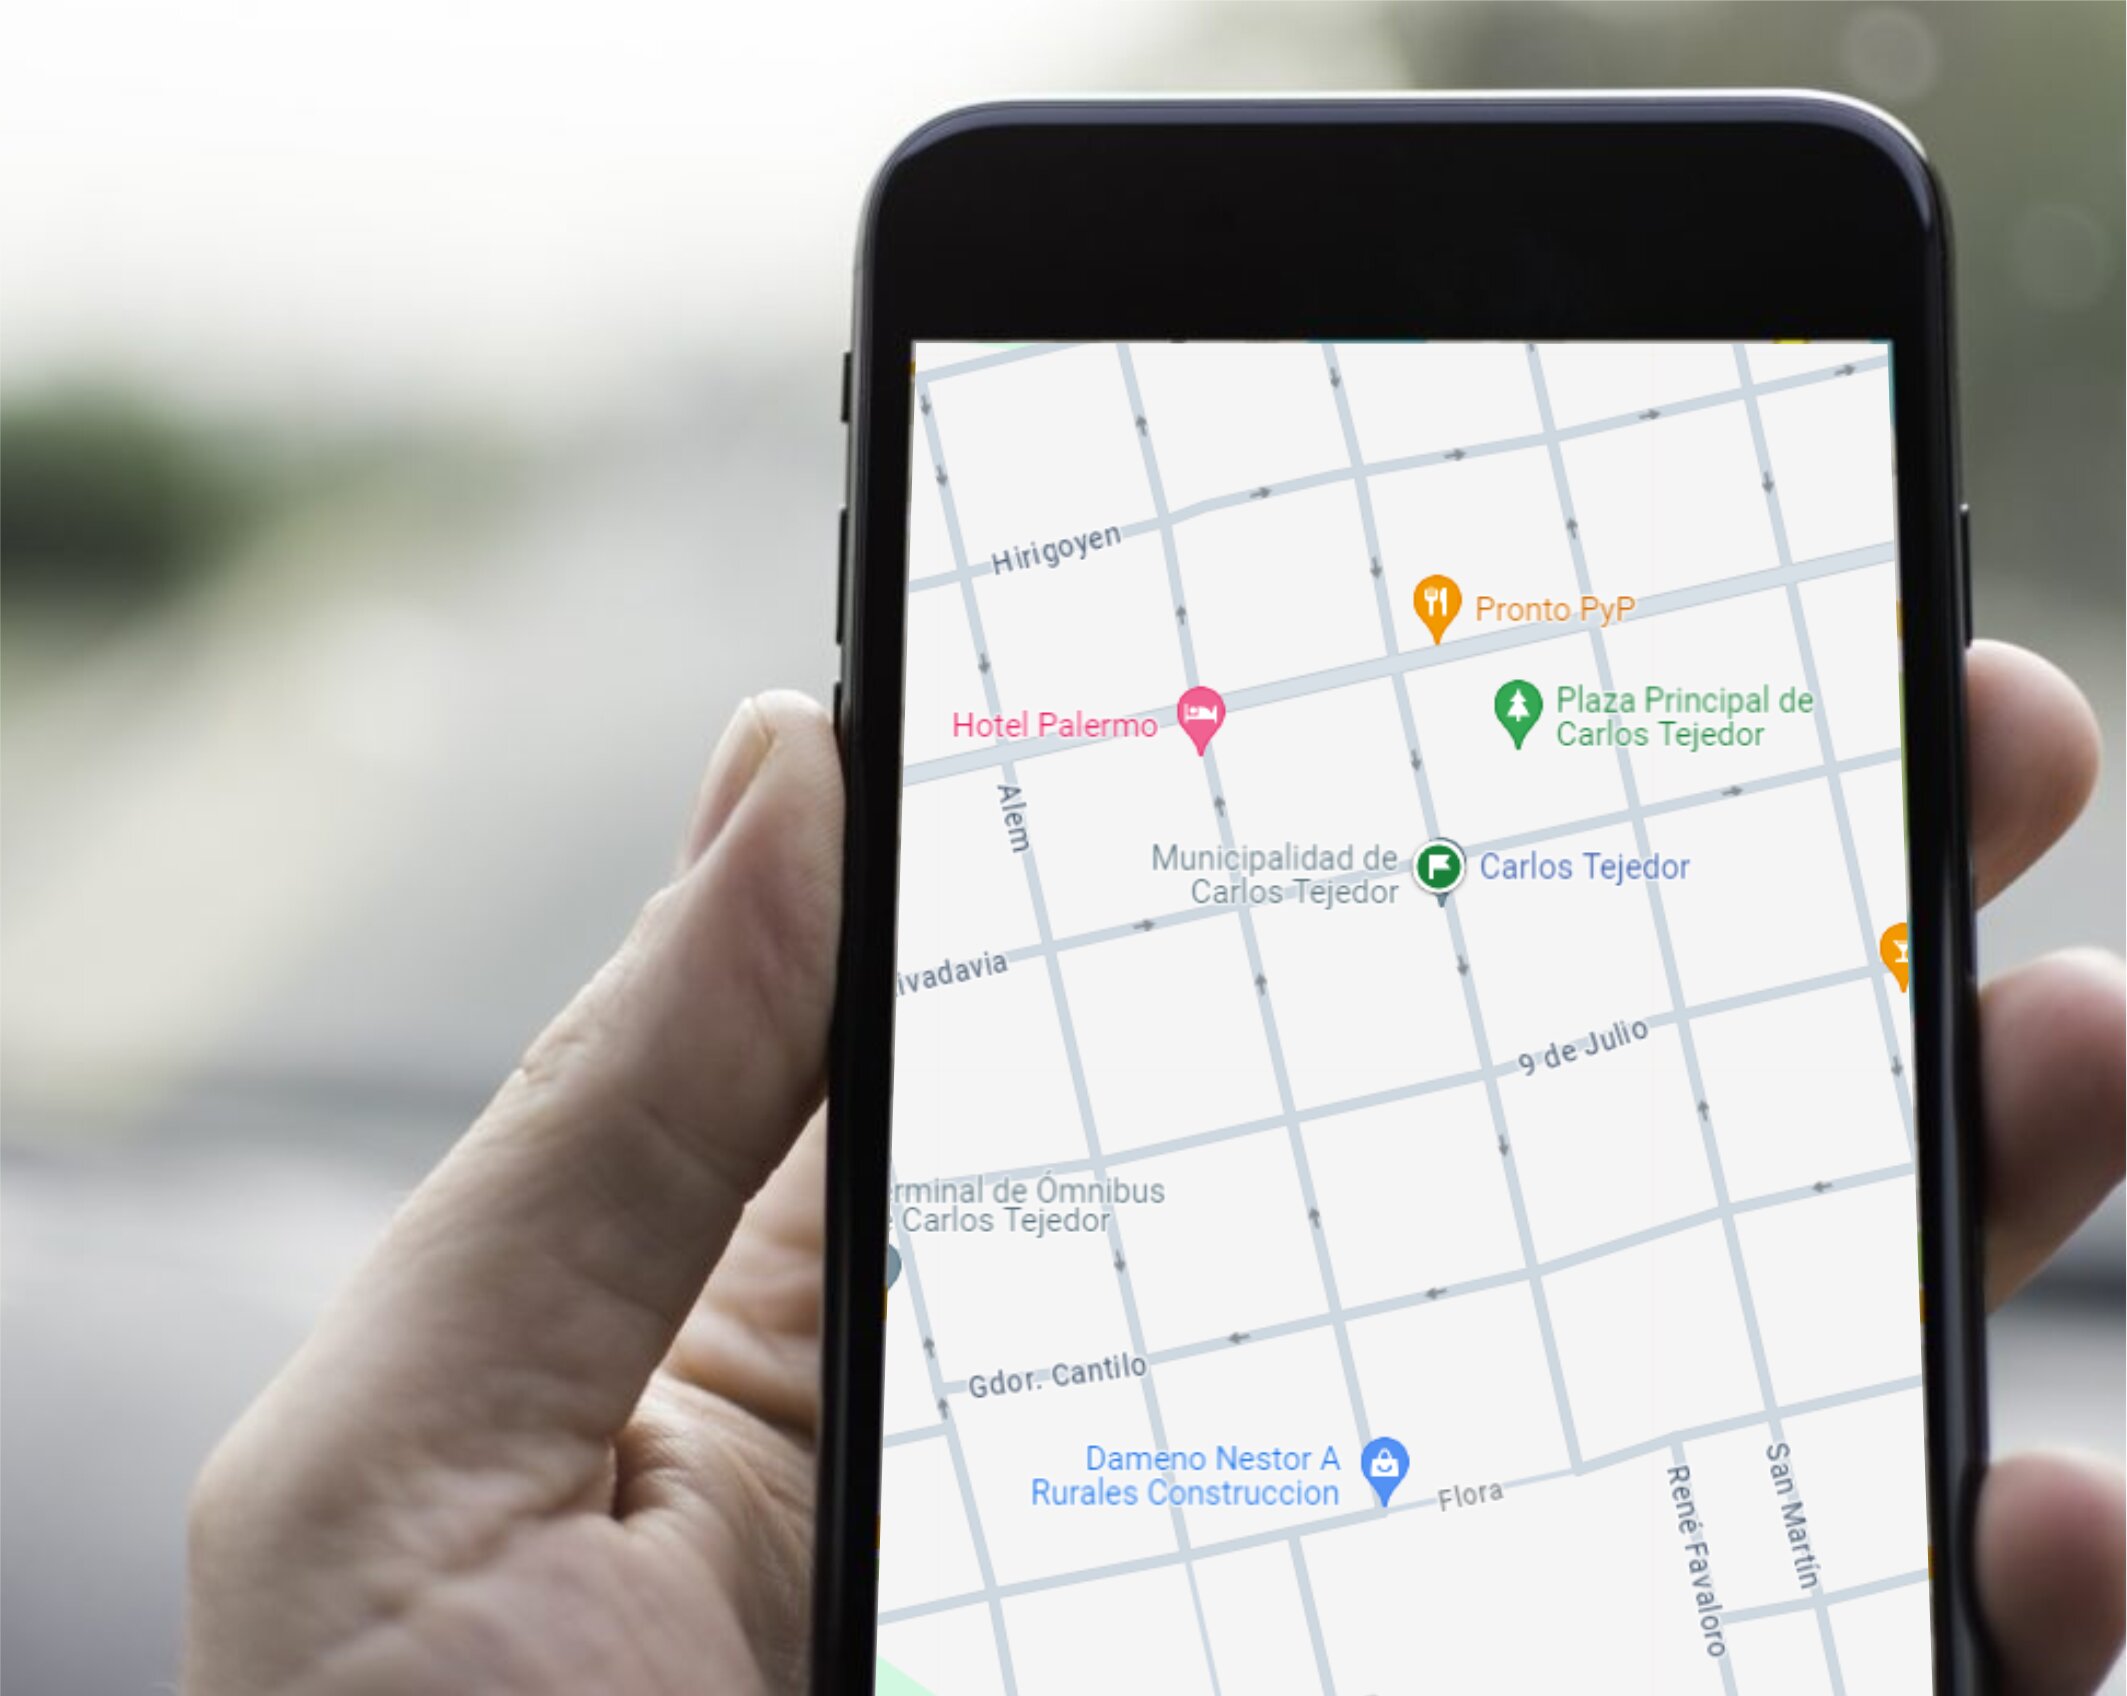 Hirigoyen
Pronto PyP
Hotel Palermo
Plaza Principal de
Carlos Tejedor
Alem
Municipalidad de
Carlos Tejedor
Carlos Tejedor
ivadavia
9 de Julio
rminal de Ómnibus
e Carlos Tejedor
Gdor. Cantilo
Dameno Nestor A
Rurales Construccion
Flora
San Martín
René Favaloro